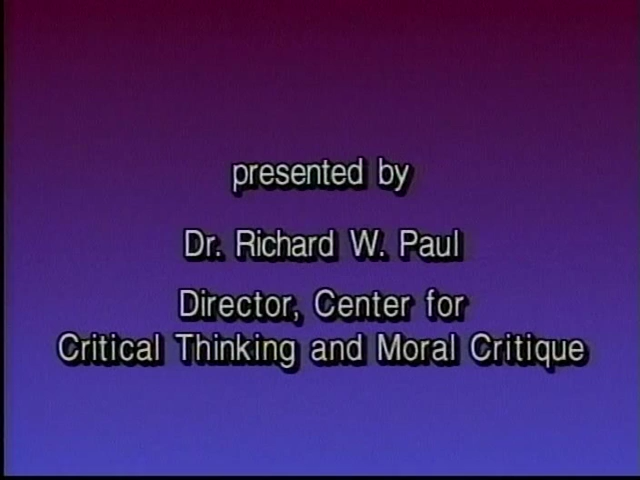 presented by
Dr. Richard W. Paul
Director, Center for
Critical Thinking and Moral Critique